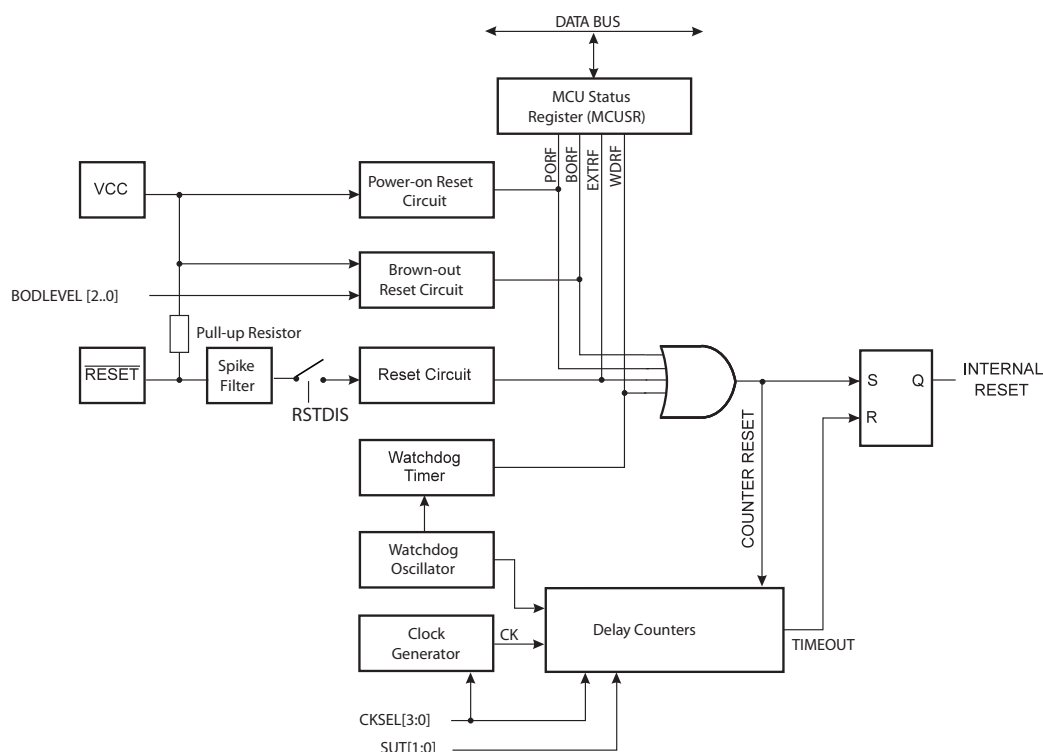 DATA BUS
MCU Status
Register (MCUSR)
PORF
BORF
EXTRF
WDRF
VCC
Power-on Reset
Circuit
Brown-out
Reset Circuit
BODLEVEL [2..0]
Pull-up Resistor
RESET
Spike
Filter
RSTDIS
Reset Circuit
S
Q
R
INTERNAL
RESET
Watchdog
Timer
COUNTER RESET
Watchdog
Oscillator
Clock
Generator
CK
Delay Counters
TIMEOUT
CKSEL[3:0]
SUT[1:0]